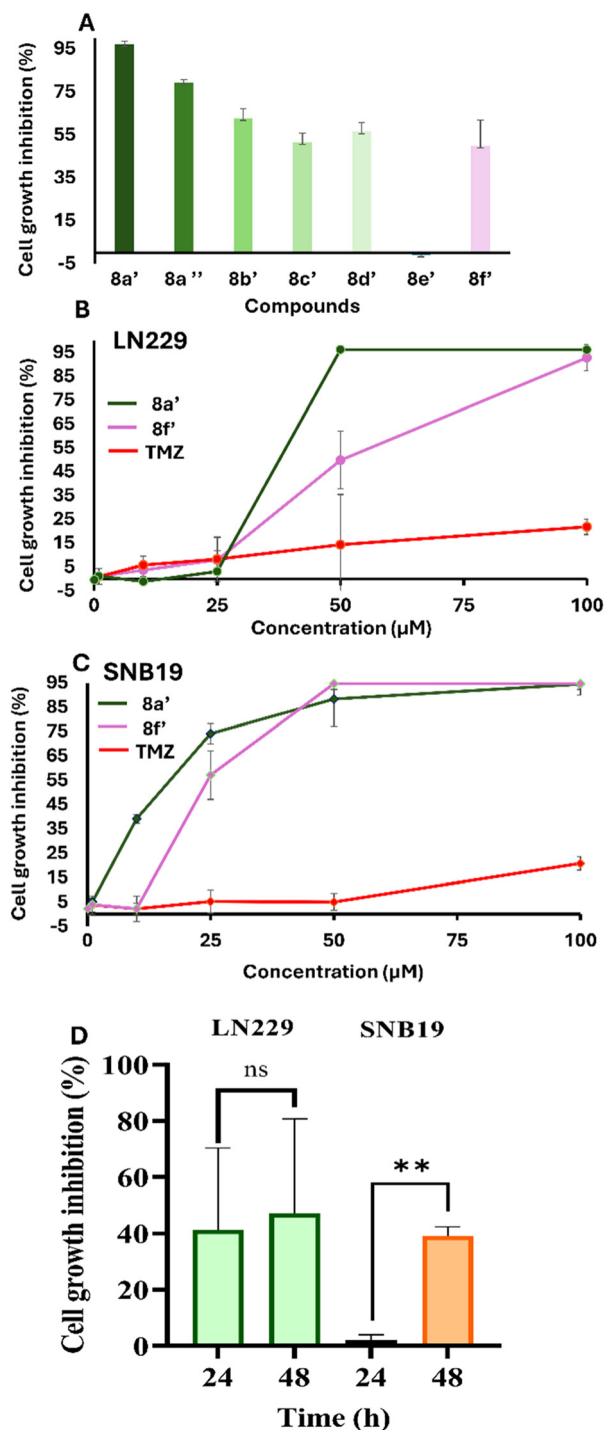 A
Cell growth inhibition (%)
95
75
55
35
15
-5
8a’ 8a’’ 8b’ 8c’ 8d’ 8e’ 8f’
Compounds
B
LN229
Cell growth inhibition (%)
95
85
75
65
55
45
35
25
15
5
-5
8a’
8f’
TMZ
0 25 50 75 100
Concentration (µM)
C
SNB19
Cell growth inhibition (%)
95
85
75
65
55
45
35
25
15
5
-5
8a’
8f’
TMZ
0 25 50 75 100
Concentration (µM)
D
LN229 SNB19
Cell growth inhibition (%)
100
80
60
40
20
0
ns
**
24 48 24 48
Time (h)